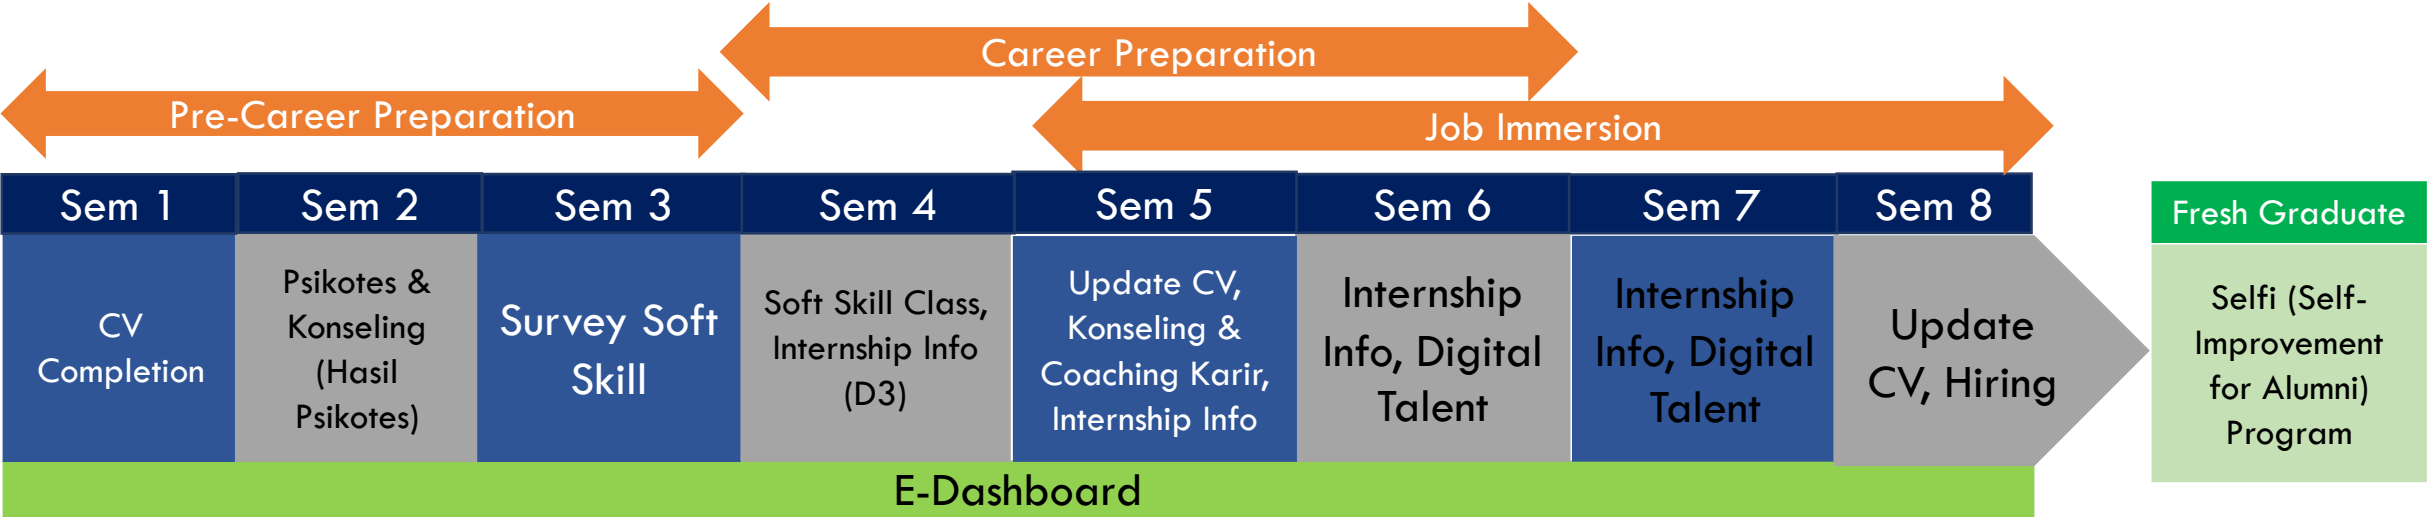 Career Preparation
Pre-Career Preparation
Job Immersion
Sem 1
Sem 2
Sem 3
Sem 4
Sem 5
Sem 6
Sem 7
Sem 8
Fresh Graduate
CV
Completion
Psikotes &
Konseling
(Hasil
Psikotes)
Survey Soft
Skill
Soft Skill Class,
Internship Info
(D3)
Update CV,
Konseling &
Coaching Karir,
Internship Info
Internship
Info, Digital
Talent
Internship
Info, Digital
Talent
Update
CV, Hiring
Selfi (Self-
Improvement
for Alumni)
Program
E-Dashboard